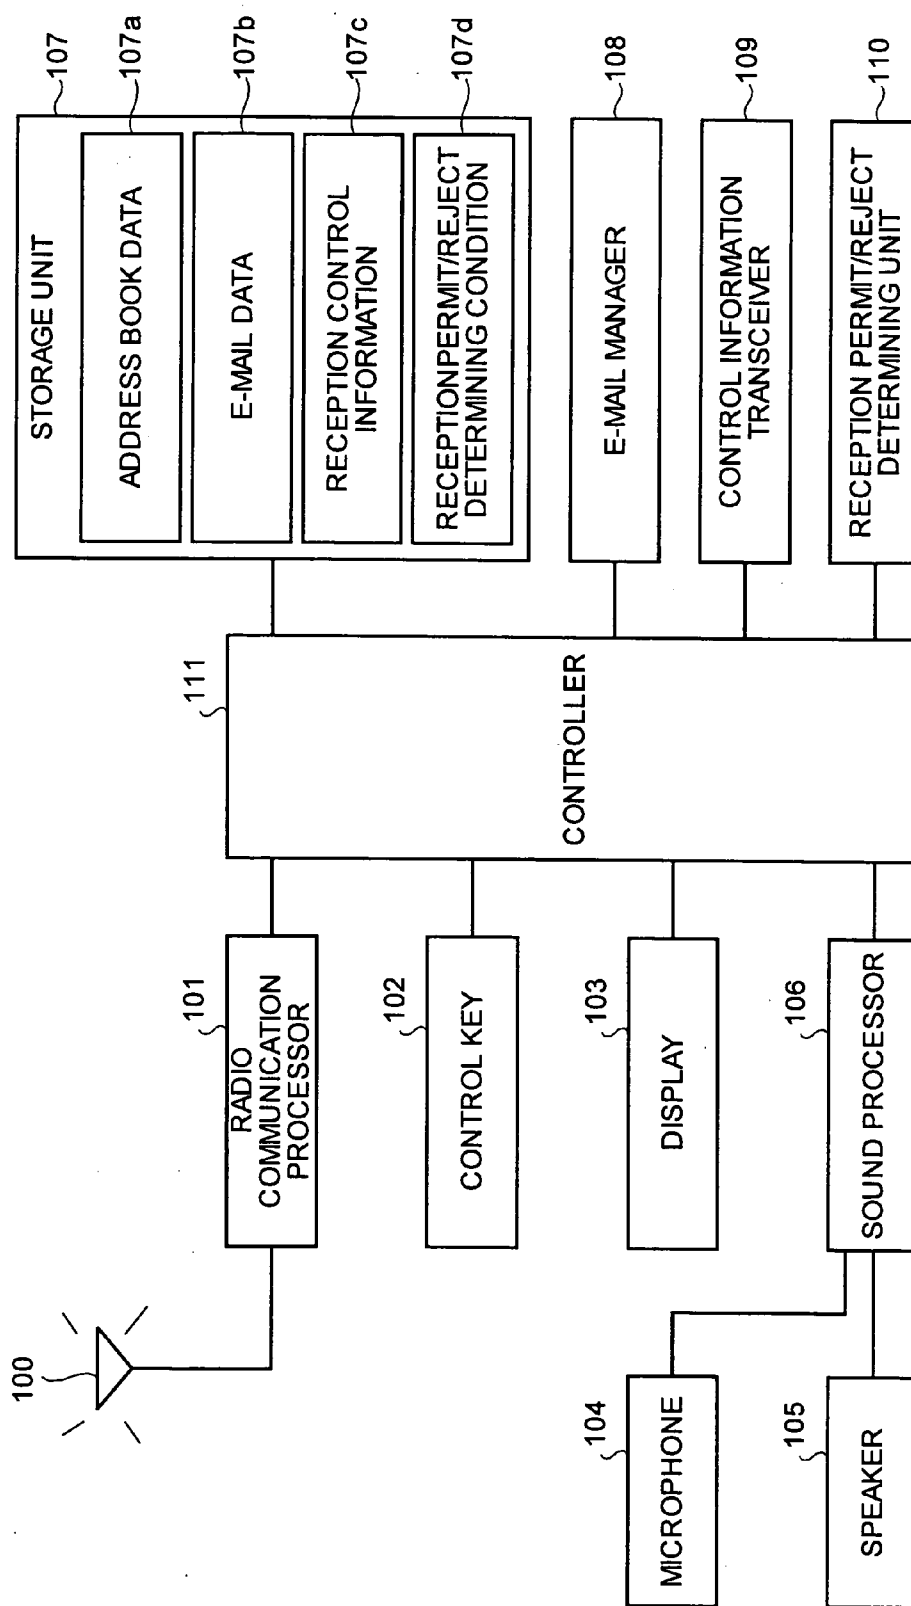 100
101
RADIO
COMMUNICATION
PROCESSOR
102
CONTROL KEY
103
DISPLAY
104
MICROPHONE
105
SPEAKER
106
SOUND PROCESSOR
111
CONTROLLER
107
STORAGE UNIT
107a
ADDRESS BOOK DATA
107b
E-MAIL DATA
107c
RECEPTION CONTROL
INFORMATION
107d
RECEPTIONPERMIT/REJECT
DETERMINING CONDITION
108
E-MAIL MANAGER
109
CONTROL INFORMATION
TRANSCEIVER
110
RECEPTION PERMIT/REJECT
DETERMINING UNIT